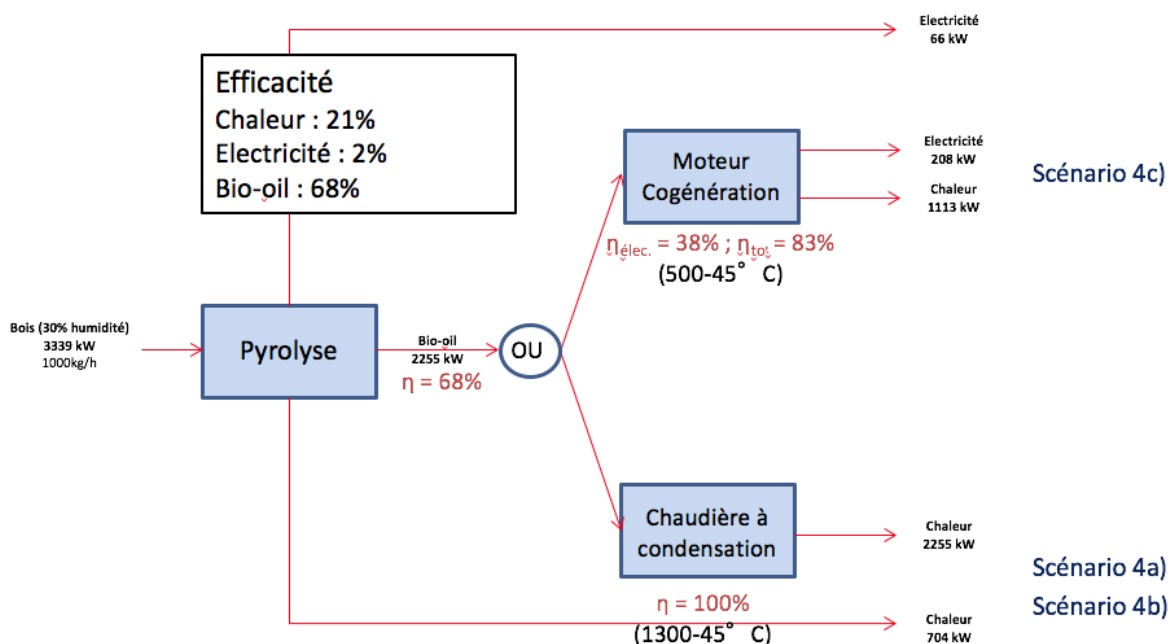 Electricité
66 kW
Efficacité
Chaleur : 21%
Electricité : 2%
Bio-oil : 68%
Moteur
Cogénération
Electricité
208 kW
Chaleur
1113 kW
Scénario 4c)
ηélec. = 38% ; ηtot = 83%
(500-45° C)
Bois (30% humidité)
3339 kW
1000kg/h
Pyrolyse
Bio-oil
2255 kW
η = 68%
OU
Chaudière à
condensation
Chaleur
2255 kW
Scénario 4a)
Scénario 4b)
η = 100%
(1300-45° C)
Chaleur
704 kW